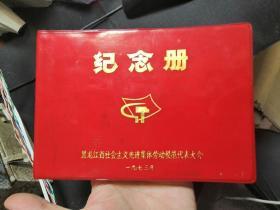 纪念册
黑龙江省社会主义先进集体劳动模范代表大会
一九七三年